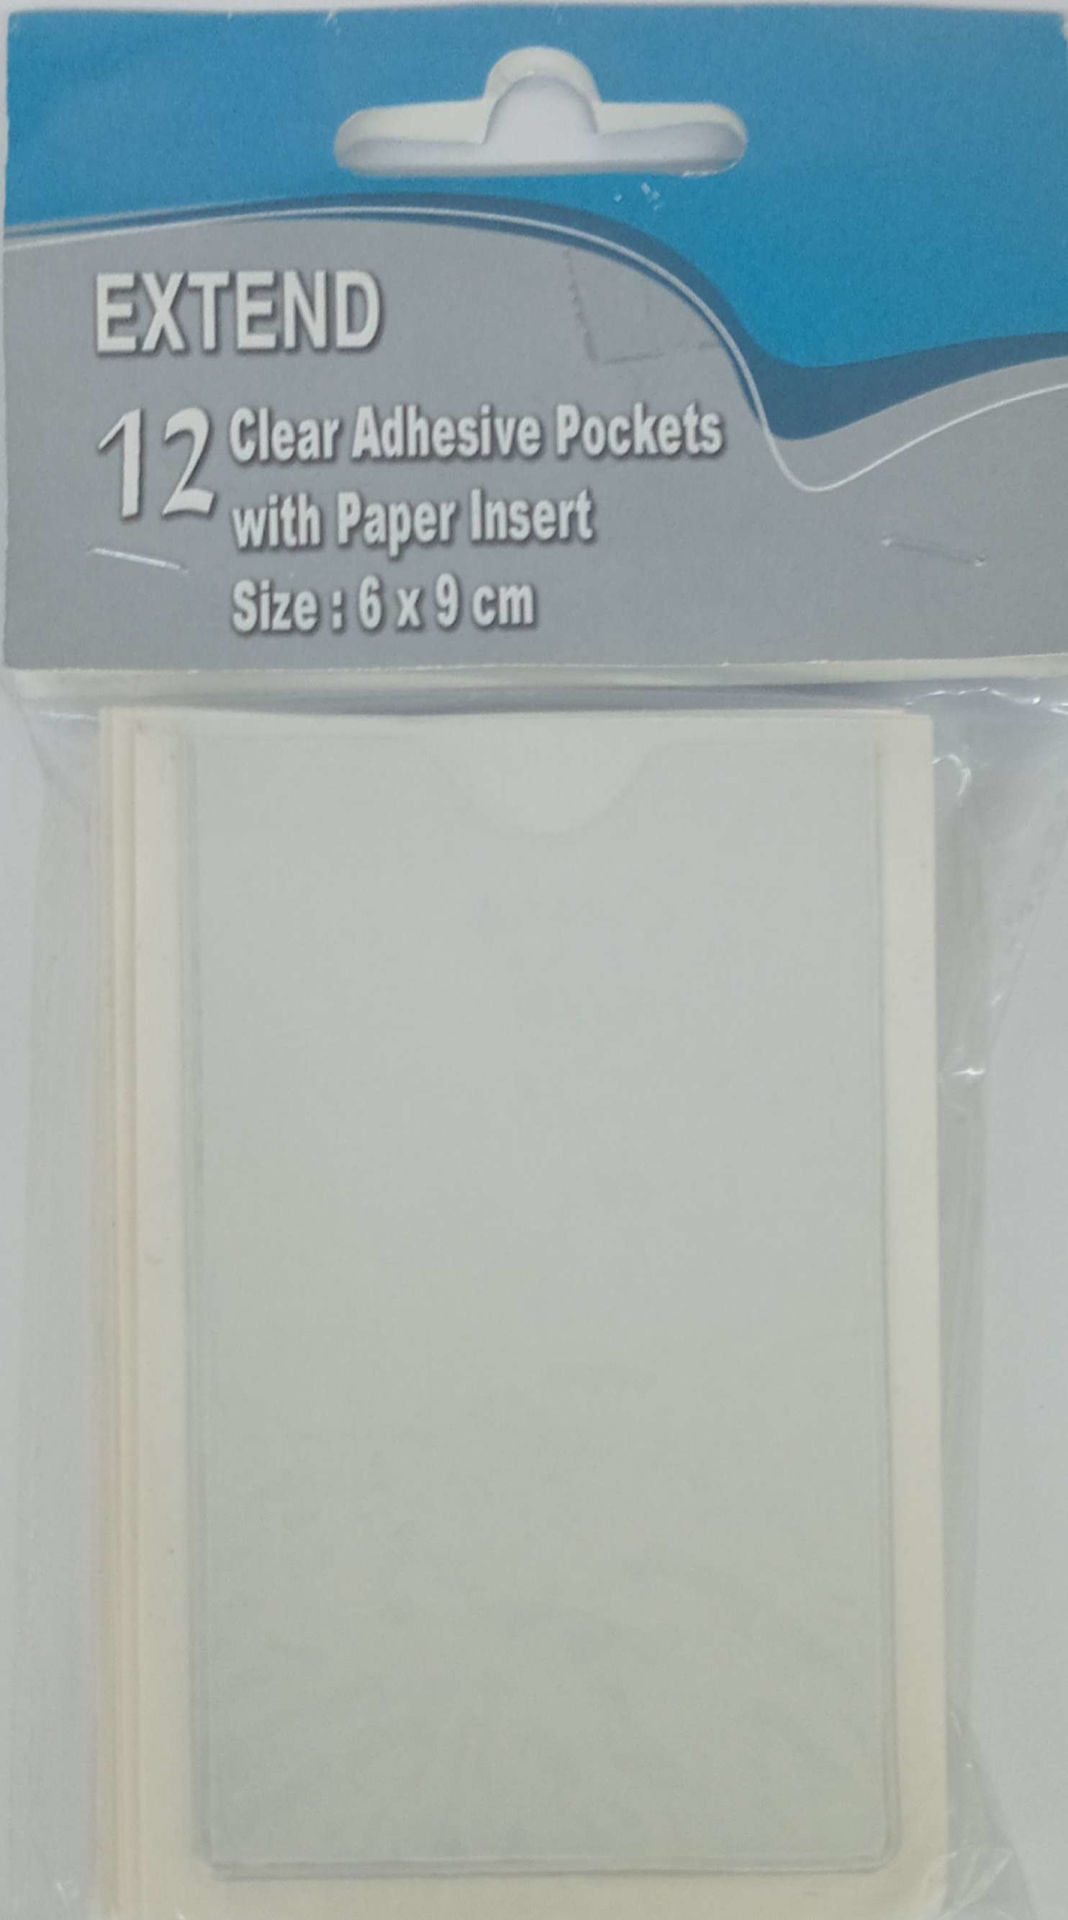 EXTEND
12 Clear Adhesive Pockets
with Paper Insert
Size : 6 x 9 cm